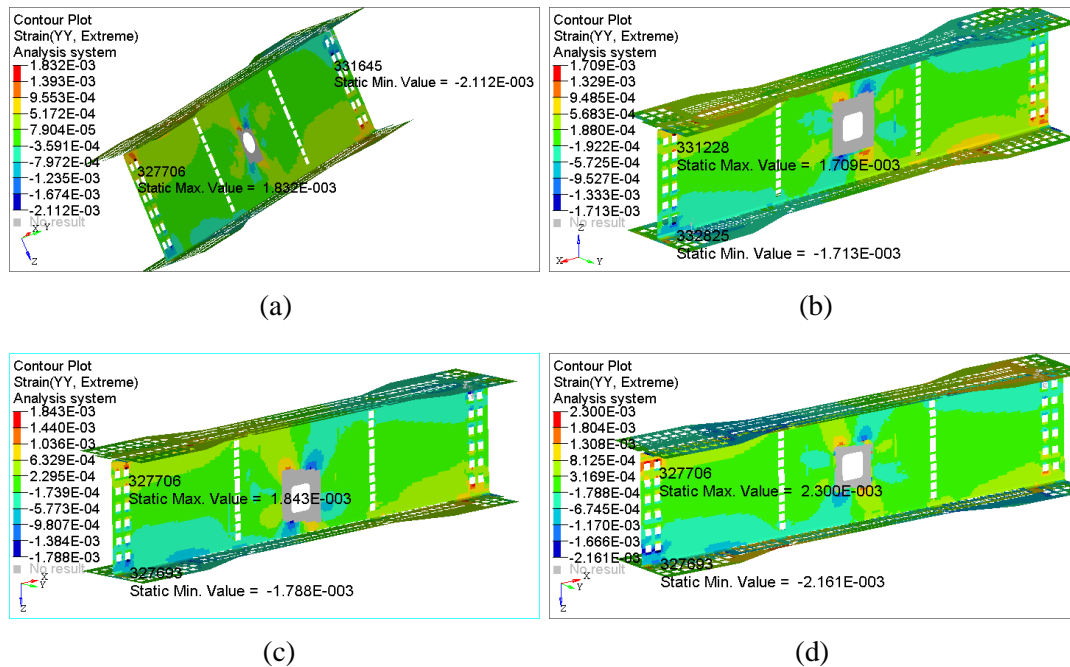 Contour Plot
Strain(YY, Extreme)
Analysis system
1.832E-03
1.393E-03
9.553E-04
5.172E-04
7.904E-05
-3.591E-04
-7.972E-04
-1.235E-03
-1.674E-03
-2.112E-03
No result
331645
Static Min. Value = -2.112E-003
327706
Static Max. Value = 1.832E-003
X Y
Z
(a)
Contour Plot
Strain(YY, Extreme)
Analysis system
1.709E-03
1.329E-03
9.485E-04
5.683E-04
1.880E-04
-1.922E-04
-5.725E-04
-9.527E-04
-1.333E-03
-1.713E-03
No result
331228
Static Max. Value = 1.709E-003
332825
Static Min. Value = -1.713E-003
Z
X Y
(b)
Contour Plot
Strain(YY, Extreme)
Analysis system
1.843E-03
1.440E-03
1.036E-03
6.329E-04
2.295E-04
-1.739E-04
-5.773E-04
-9.807E-04
-1.384E-03
-1.788E-03
No result
327706
Static Max. Value = 1.843E-003
327693
Static Min. Value = -1.788E-003
X
Y
Z
(c)
Contour Plot
Strain(YY, Extreme)
Analysis system
2.300E-03
1.804E-03
1.308E-03
8.125E-04
3.169E-04
-1.788E-04
-6.745E-04
-1.170E-03
-1.666E-03
-2.161E-03
No result
327706
Static Max. Value = 2.300E-003
327693
Static Min. Value = -2.161E-003
X
Y
Z
(d)